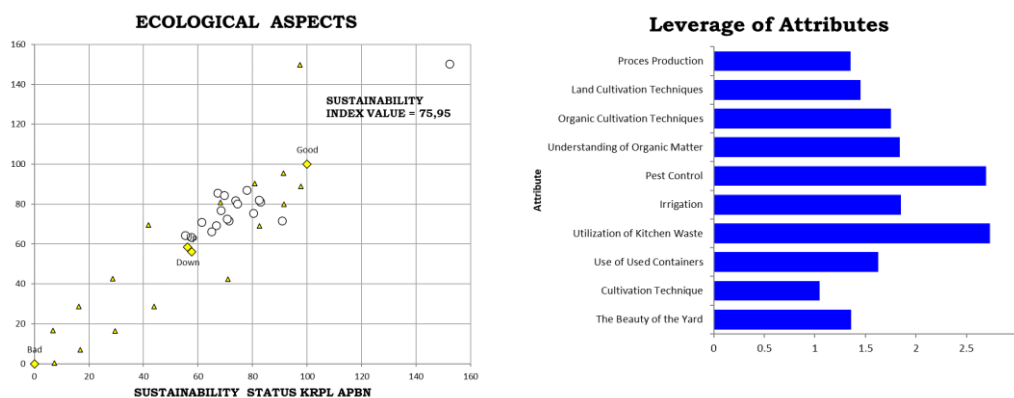 ECOLOGICAL ASPECTS
160
140
120
100
80
60
40
20
0
SUSTAINABILITY
INDEX VALUE = 75,95
Good
Up
Down
Bad
0 20 40 60 80 100 120 140 160
SUSTAINABILITY STATUS KRPL APBN
Leverage of Attributes
Attribute
Proces Production
Land Cultivation Techniques
Organic Cultivation Techniques
Understanding of Organic Matter
Pest Control
Irrigation
Utilization of Kitchen Waste
Use of Used Containers
Cultivation Technique
The Beauty of the Yard
0 0.5 1 1.5 2 2.5